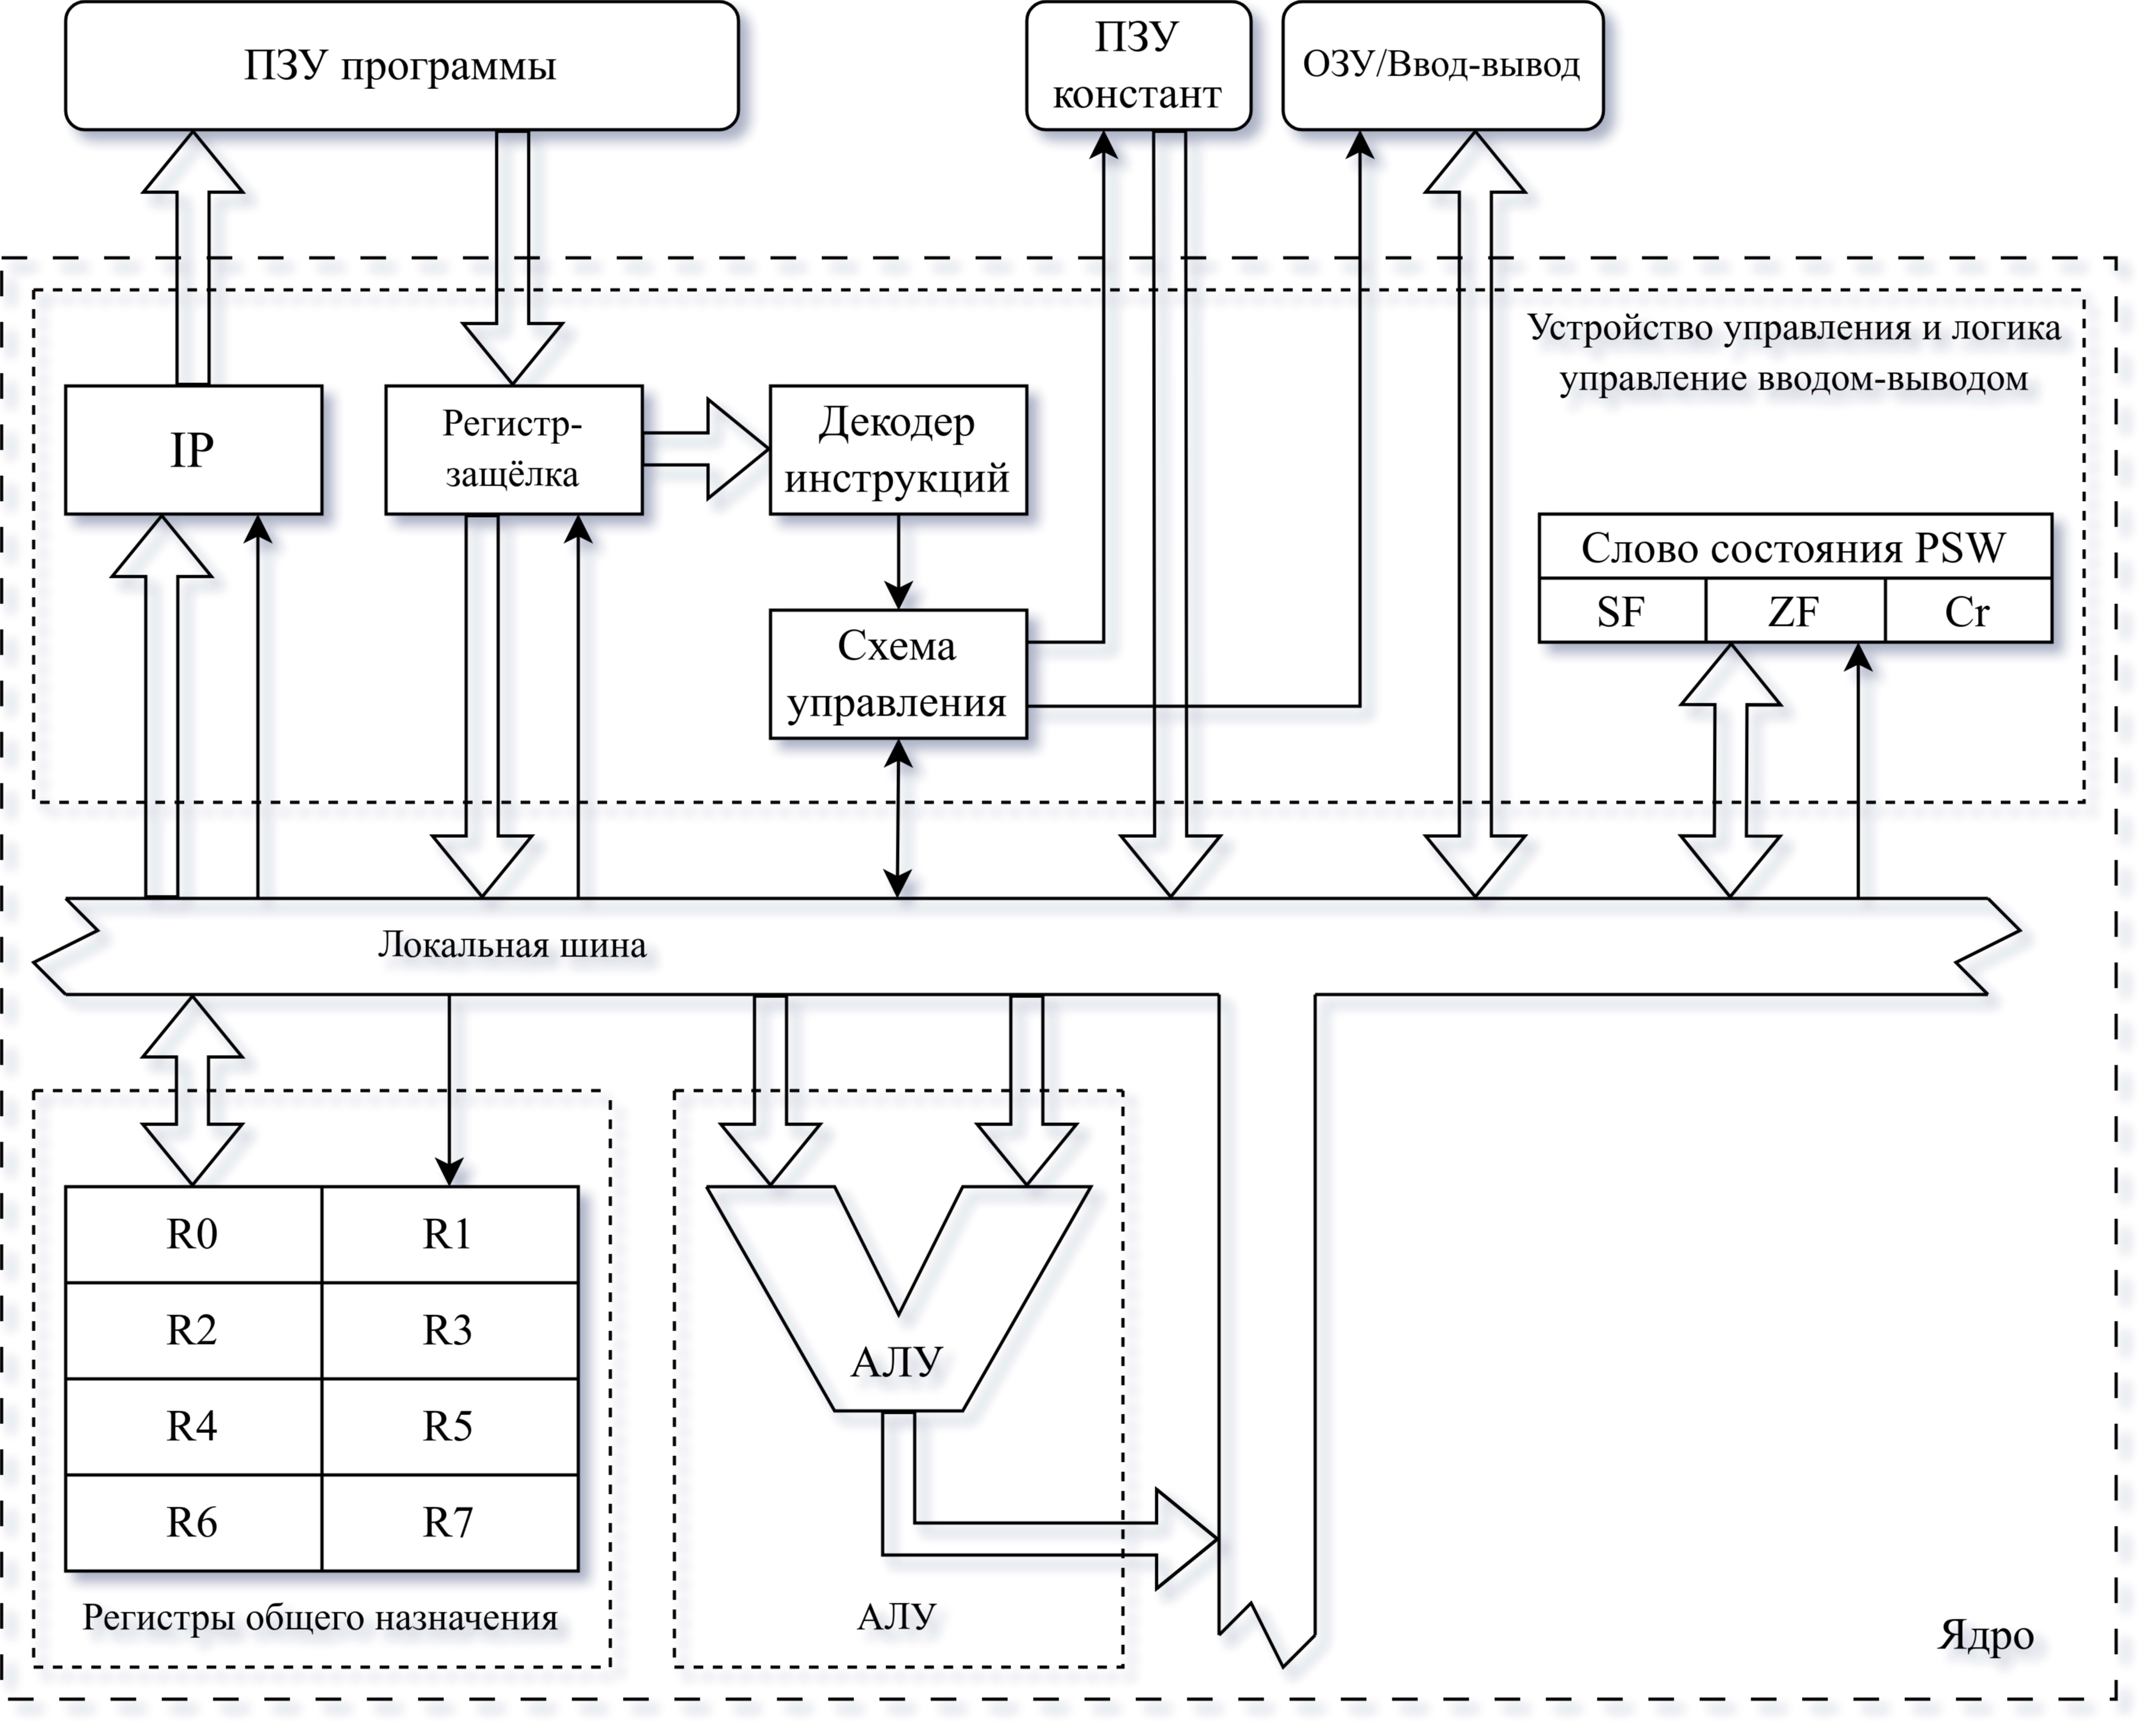 ПЗУ программы
ПЗУ
констант
ОЗУ/Ввод-вывод
Устройство управления и логика
управление вводом-выводом
IP
Регистр-
защёлка
Декодер
инструкций
Слово состояния PSW
SF
ZF
Cr
Схема
управления
Локальная шина
R0
R1
R2
R3
R4
R5
R6
R7
Регистры общего назначения
АЛУ
АЛУ
Ядро